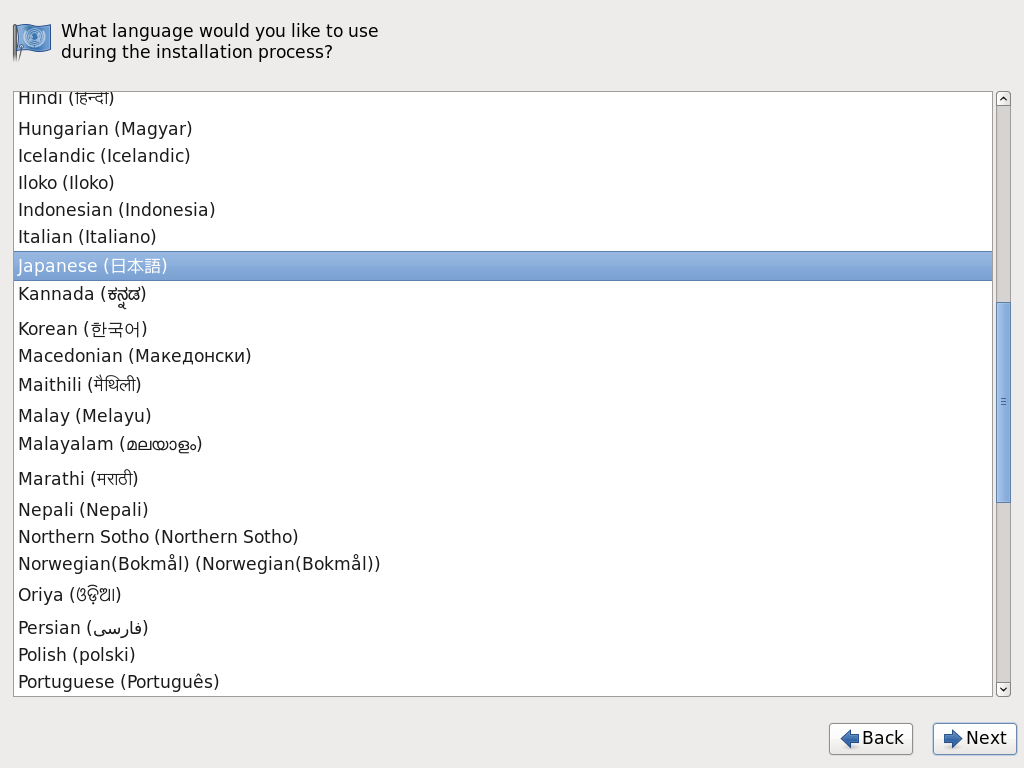 What language would you like to use
during the installation process?
Hindi (हिन्दी)
Hungarian (Magyar)
Icelandic (Icelandic)
Iloko (Iloko)
Indonesian (Indonesia)
Italian (Italiano)
Japanese (日本語)
Kannada (ಕನ್ನಡ)
Korean (한국어)
Macedonian (Македонски)
Maithili (मैथिली)
Malay (Melayu)
Malayalam (മലയാളം)
Marathi (मराठी)
Nepali (Nepali)
Northern Sotho (Northern Sotho)
Norwegian(Bokmål) (Norwegian(Bokmål))
Oriya (ଓଡ଼ିଆ)
Persian (فارسی)
Polish (polski)
Portuguese (Português)
Back
Next